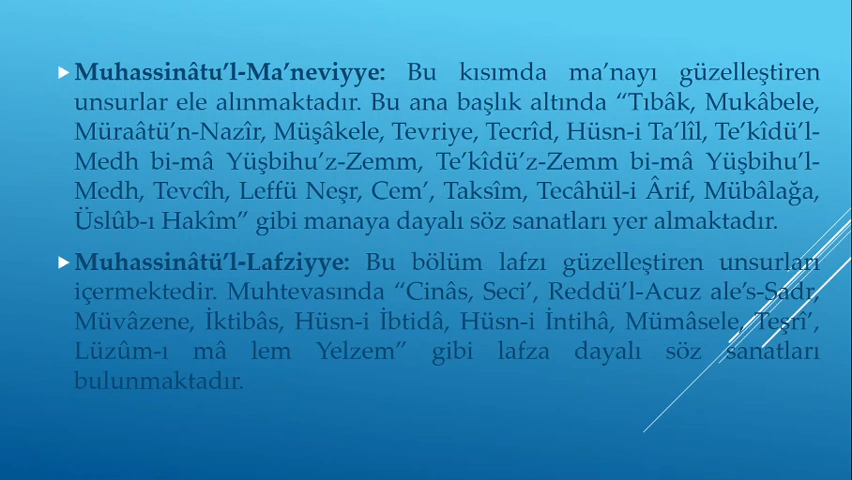 Muhassinâtu’l-Ma’neviyye: Bu kısımda ma’nayı güzelleştiren
unsurlar ele alınmaktadır. Bu ana başlık altında “Tıbâk, Mukâbele,
Müraâtü’n-Nazîr, Müşâkele, Tevriye, Tecrîd, Hüsn-i Ta’lîl, Te’kîdü’l-
Medh bi-mâ Yüşbihu’z-Zemm, Te’kîdü’z-Zemm bi-mâ Yüşbihu’l-
Medh, Tevcîh, Leffü Neşr, Cem’, Taksîm, Tecâhül-i Ârif, Mübâlağa,
Üslûb-ı Hakîm” gibi manaya dayalı söz sanatları yer almaktadır.
Muhassinâtü’l-Lafziyye: Bu bölüm lafzı güzelleştiren unsurları
içermektedir. Muhtevasında “Cinâs, Seci’, Reddü’l-Acuz ale’s-Sadr,
Müvâzene, İktibâs, Hüsn-i İbtidâ, Hüsn-i İntihâ, Mümâsele, Teşrî’,
Lüzûm-ı mâ lem Yelzem” gibi lafza dayalı söz sanatları
bulunmaktadır.